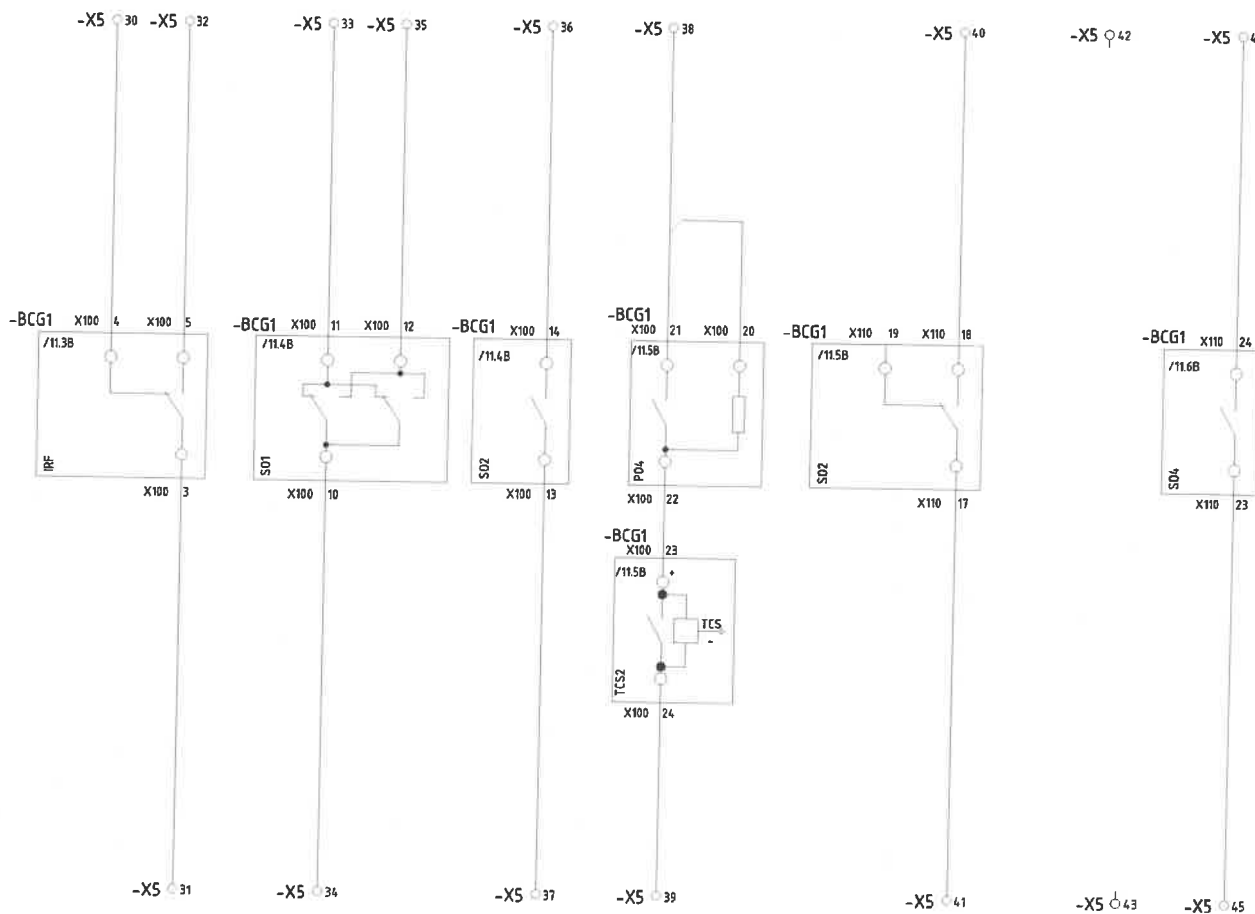 -X5 30 -X5 32 -X5 33 -X5 35 -X5 36 -X5 38 -X5 40 -X5 42 -X5
-BCG1 X100 4 X100 5
/11.3B
IRF
X100 3
-X5 31
-BCG1 X100 11 X100 12
/11.4B
SO1
X100 10
-X5 34
-BCG1 X100 14
/11.4B
SO2
X100 13
-X5 37
-BCG1
X100 21 X100 20
/11.5B
PO4
X100 22
-BCG1
X100 23
/11.5B +
TCS
-
TCS2
X100 24
-X5 39
-BCG1 X110 19 X110 18
/11.5B
SO2
X110 17
-X5 41
-X5 43
-BCG1 X110 24
/11.6B
SO4
X110 23
-X5 45